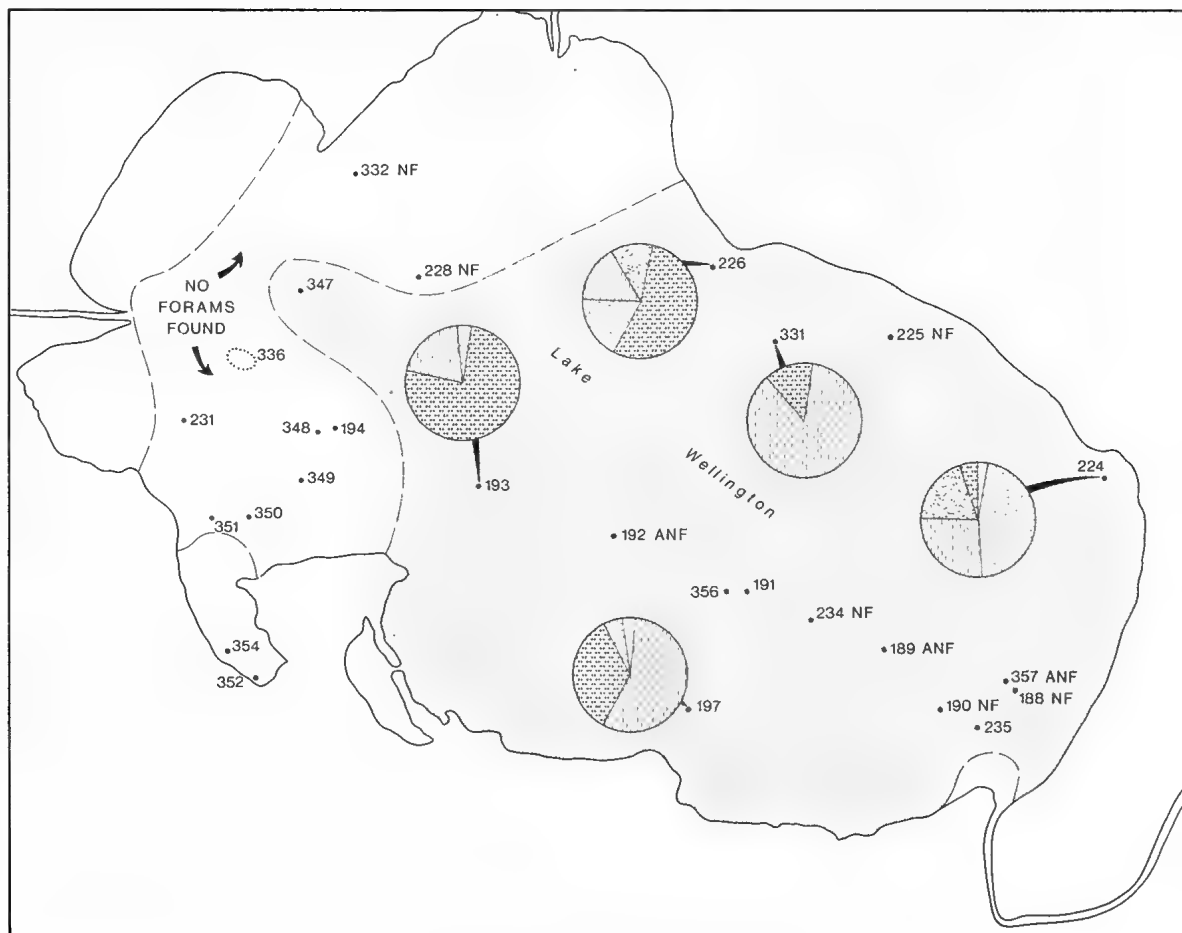 332 NF
228 NF
NO
FORAMS
FOUND
347
336
226
331
225 NF
Lake
Wellington
231
348
194
193
224
349
351
350
192 ANF
356
191
234 NF
189 ANF
354
352
357 ANF
188 NF
190 NF
235
197